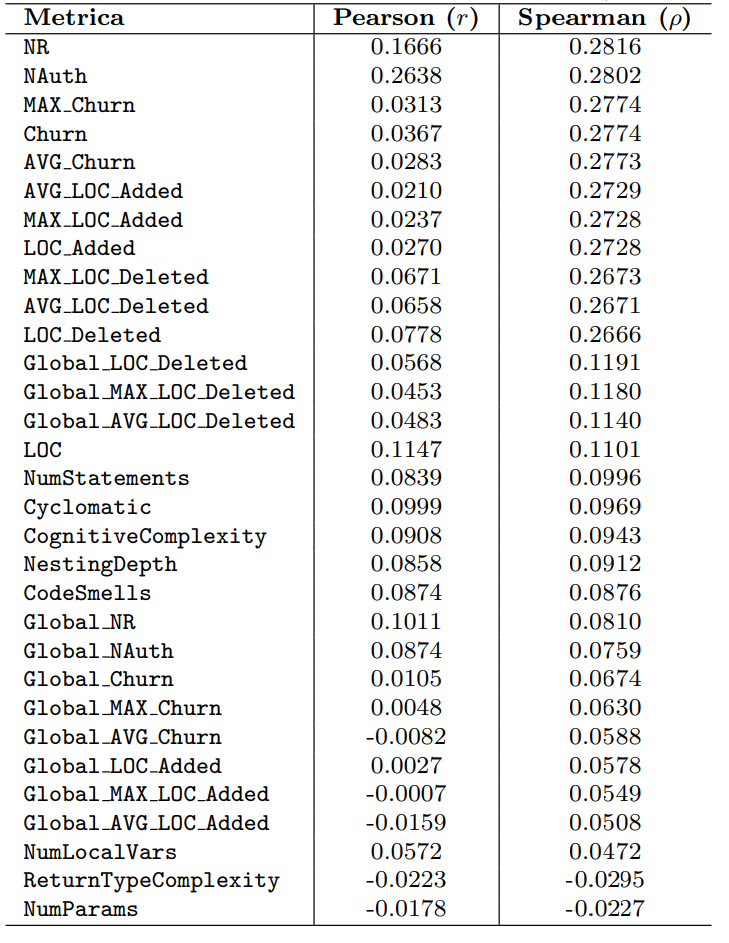 Metrica Pearson (r) Spearman (ρ)
NR 0.1666 0.2816
NAuth 0.2638 0.2802
MAX_Churn 0.0313 0.2774
Churn 0.0367 0.2774
AVG_Churn 0.0283 0.2773
AVG_LOC_Added 0.0210 0.2729
MAX_LOC_Added 0.0237 0.2728
LOC_Added 0.0270 0.2728
MAX_LOC_Deleted 0.0671 0.2673
AVG_LOC_Deleted 0.0658 0.2671
LOC_Deleted 0.0778 0.2666
Global_LOC_Deleted 0.0568 0.1191
Global_MAX_LOC_Deleted 0.0453 0.1180
Global_AVG_LOC_Deleted 0.0483 0.1140
LOC 0.1147 0.1101
NumStatements 0.0839 0.0996
Cyclomatic 0.0999 0.0969
CognitiveComplexity 0.0908 0.0943
NestingDepth 0.0858 0.0912
CodeSmells 0.0874 0.0876
Global_NR 0.1011 0.0810
Global_NAuth 0.0874 0.0759
Global_Churn 0.0105 0.0674
Global_MAX_Churn 0.0048 0.0630
Global_AVG_Churn -0.0082 0.0588
Global_LOC_Added 0.0027 0.0578
Global_MAX_LOC_Added -0.0007 0.0549
Global_AVG_LOC_Added -0.0159 0.0508
NumLocalVars 0.0572 0.0472
ReturnTypeComplexity -0.0223 -0.0295
NumParams -0.0178 -0.0227